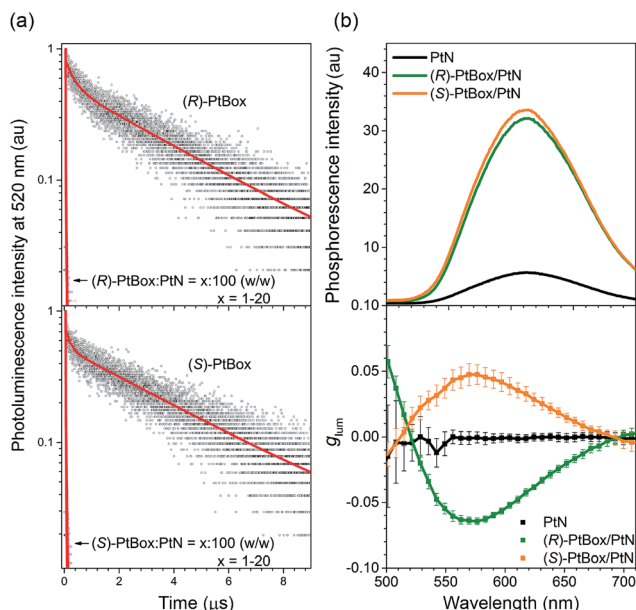 (a)
Photoluminescence intensity at 520 nm (au)
1
0.1
(R)-PtBox
(R)-PtBox:PtN = x:100 (w/w)
x = 1-20
1
0.1
(S)-PtBox
(S)-PtBox:PtN = x:100 (w/w)
x = 1-20
0 2 4 6 8
Time (μs)
(b)
Phosphorescence intensity (au)
PtN
(R)-PtBox/PtN
(S)-PtBox/PtN
40
30
20
10
0.10
0.05
0.00
-0.05
-0.10
glum
PtN
(R)-PtBox/PtN
(S)-PtBox/PtN
500 550 600 650 700
Wavelength (nm)